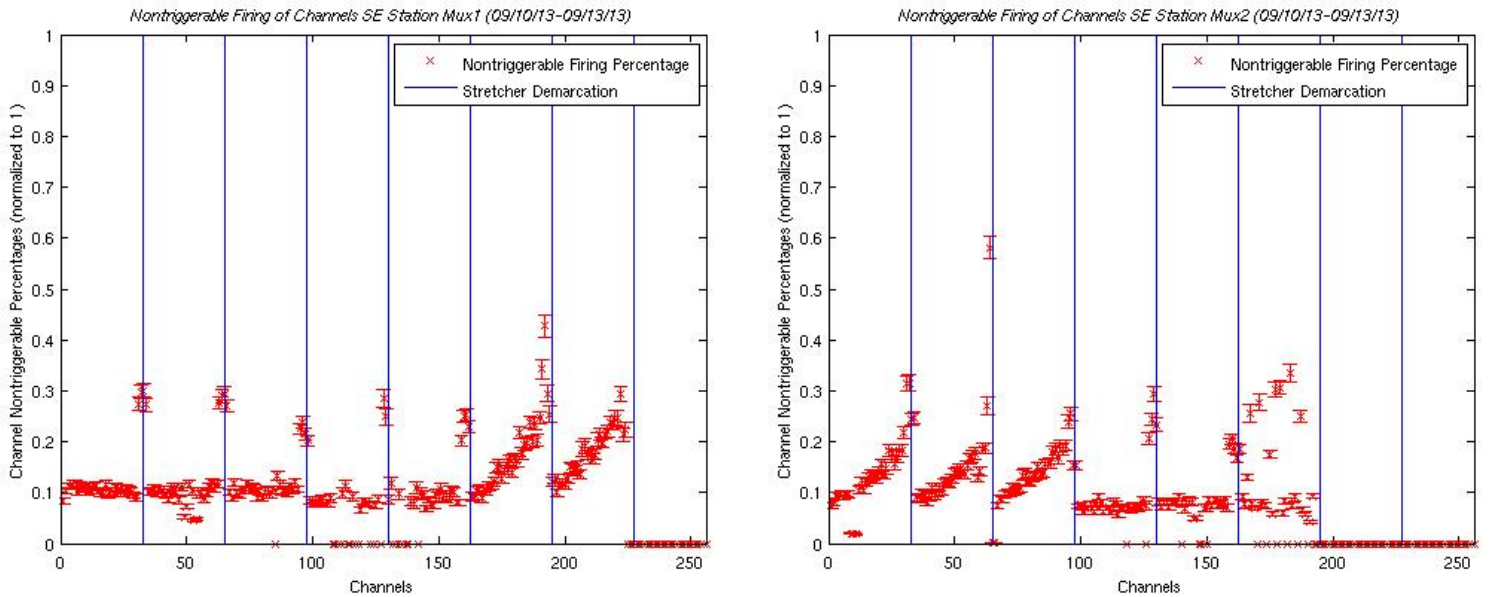 Nontriggerable Firing of Channels SE Station Mux1 (09/10/13-09/13/13)
Channel Nontriggerable Percentages (normalized to 1)
1
0.9
0.8
0.7
0.6
0.5
0.4
0.3
0.2
0.1
0
Nontriggerable Firing Percentage
Stretcher Demarcation
0 50 100 150 200 250
Channels
Nontriggerable Firing of Channels SE Station Mux2 (09/10/13-09/13/13)
Channel Nontriggerable Percentages (normalized to 1)
1
0.9
0.8
0.7
0.6
0.5
0.4
0.3
0.2
0.1
0
Nontriggerable Firing Percentage
Stretcher Demarcation
0 50 100 150 200 250
Channels